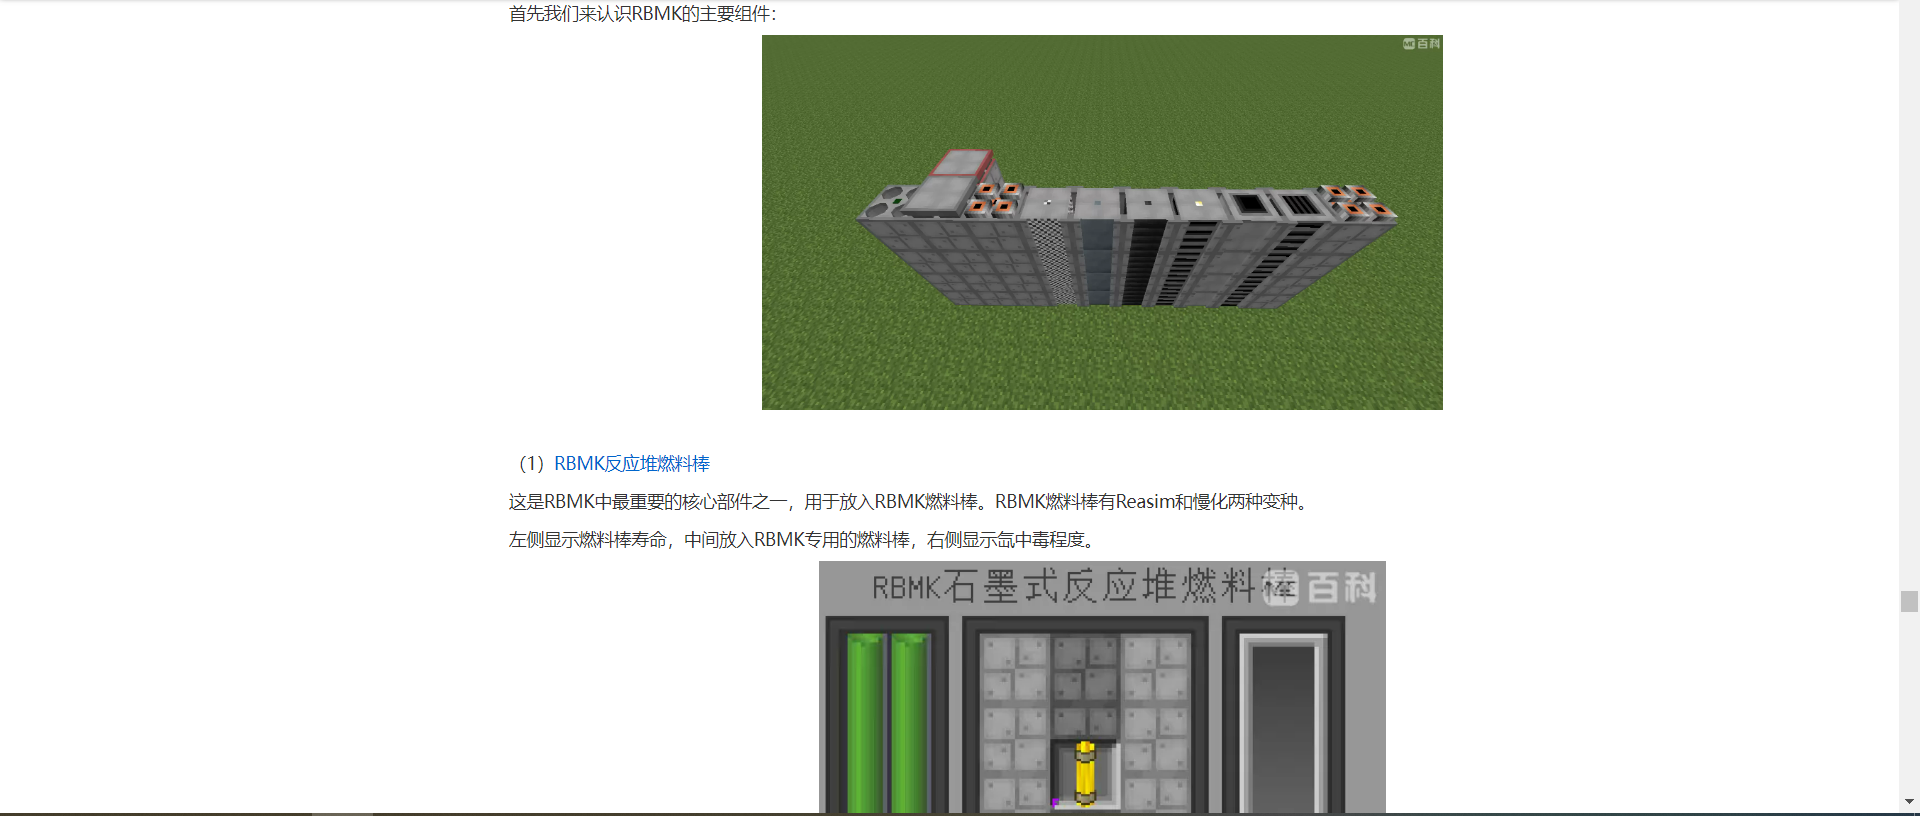 首先我们来认识RBMK的主要组件：
MC百科
（1）RBMK反应堆燃料棒
这是RBMK中最重要的核心部件之一，用于放入RBMK燃料棒。RBMK燃料棒有Reasim和慢化两种变种。
左侧显示燃料棒寿命，中间放入RBMK专用的燃料棒，右侧显示氙中毒程度。
RBMK石墨式反应堆燃料棒
百科